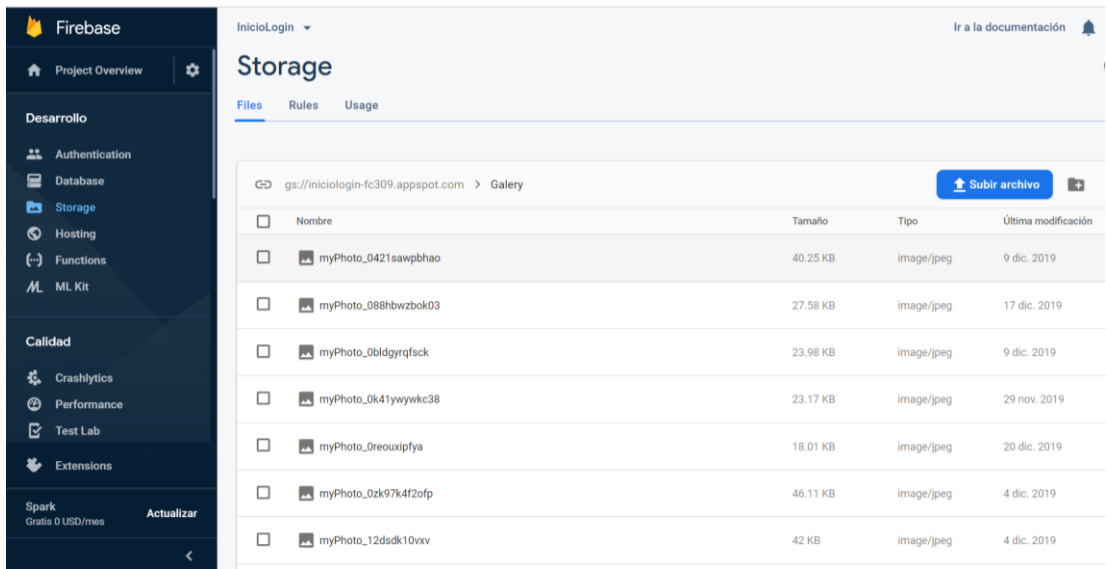 Firebase
Project Overview
Desarrollo
Authentication
Database
Storage
Hosting
Functions
ML Kit
Calidad
Crashlytics
Performance
Test Lab
Extensions
Spark
Gratis 0 USD/mes
Actualizar
InicioLogin
Ir a la documentación
Storage
Files Rules Usage
gs://iniciologin-fc309.appspot.com > Galery
Subir archivo
Nombre Tamaño Tipo Última modificación
myPhoto_0421sawpbhao 40.25 KB image/jpeg 9 dic. 2019
myPhoto_088hbwzbok03 27.58 KB image/jpeg 17 dic. 2019
myPhoto_0bldgyrqfsck 23.98 KB image/jpeg 9 dic. 2019
myPhoto_0k41ywywkc38 23.17 KB image/jpeg 29 nov. 2019
myPhoto_0reouxipfya 18.01 KB image/jpeg 20 dic. 2019
myPhoto_0zk97k4f2ofp 46.11 KB image/jpeg 4 dic. 2019
myPhoto_12dsdk10vxv 42 KB image/jpeg 4 dic. 2019